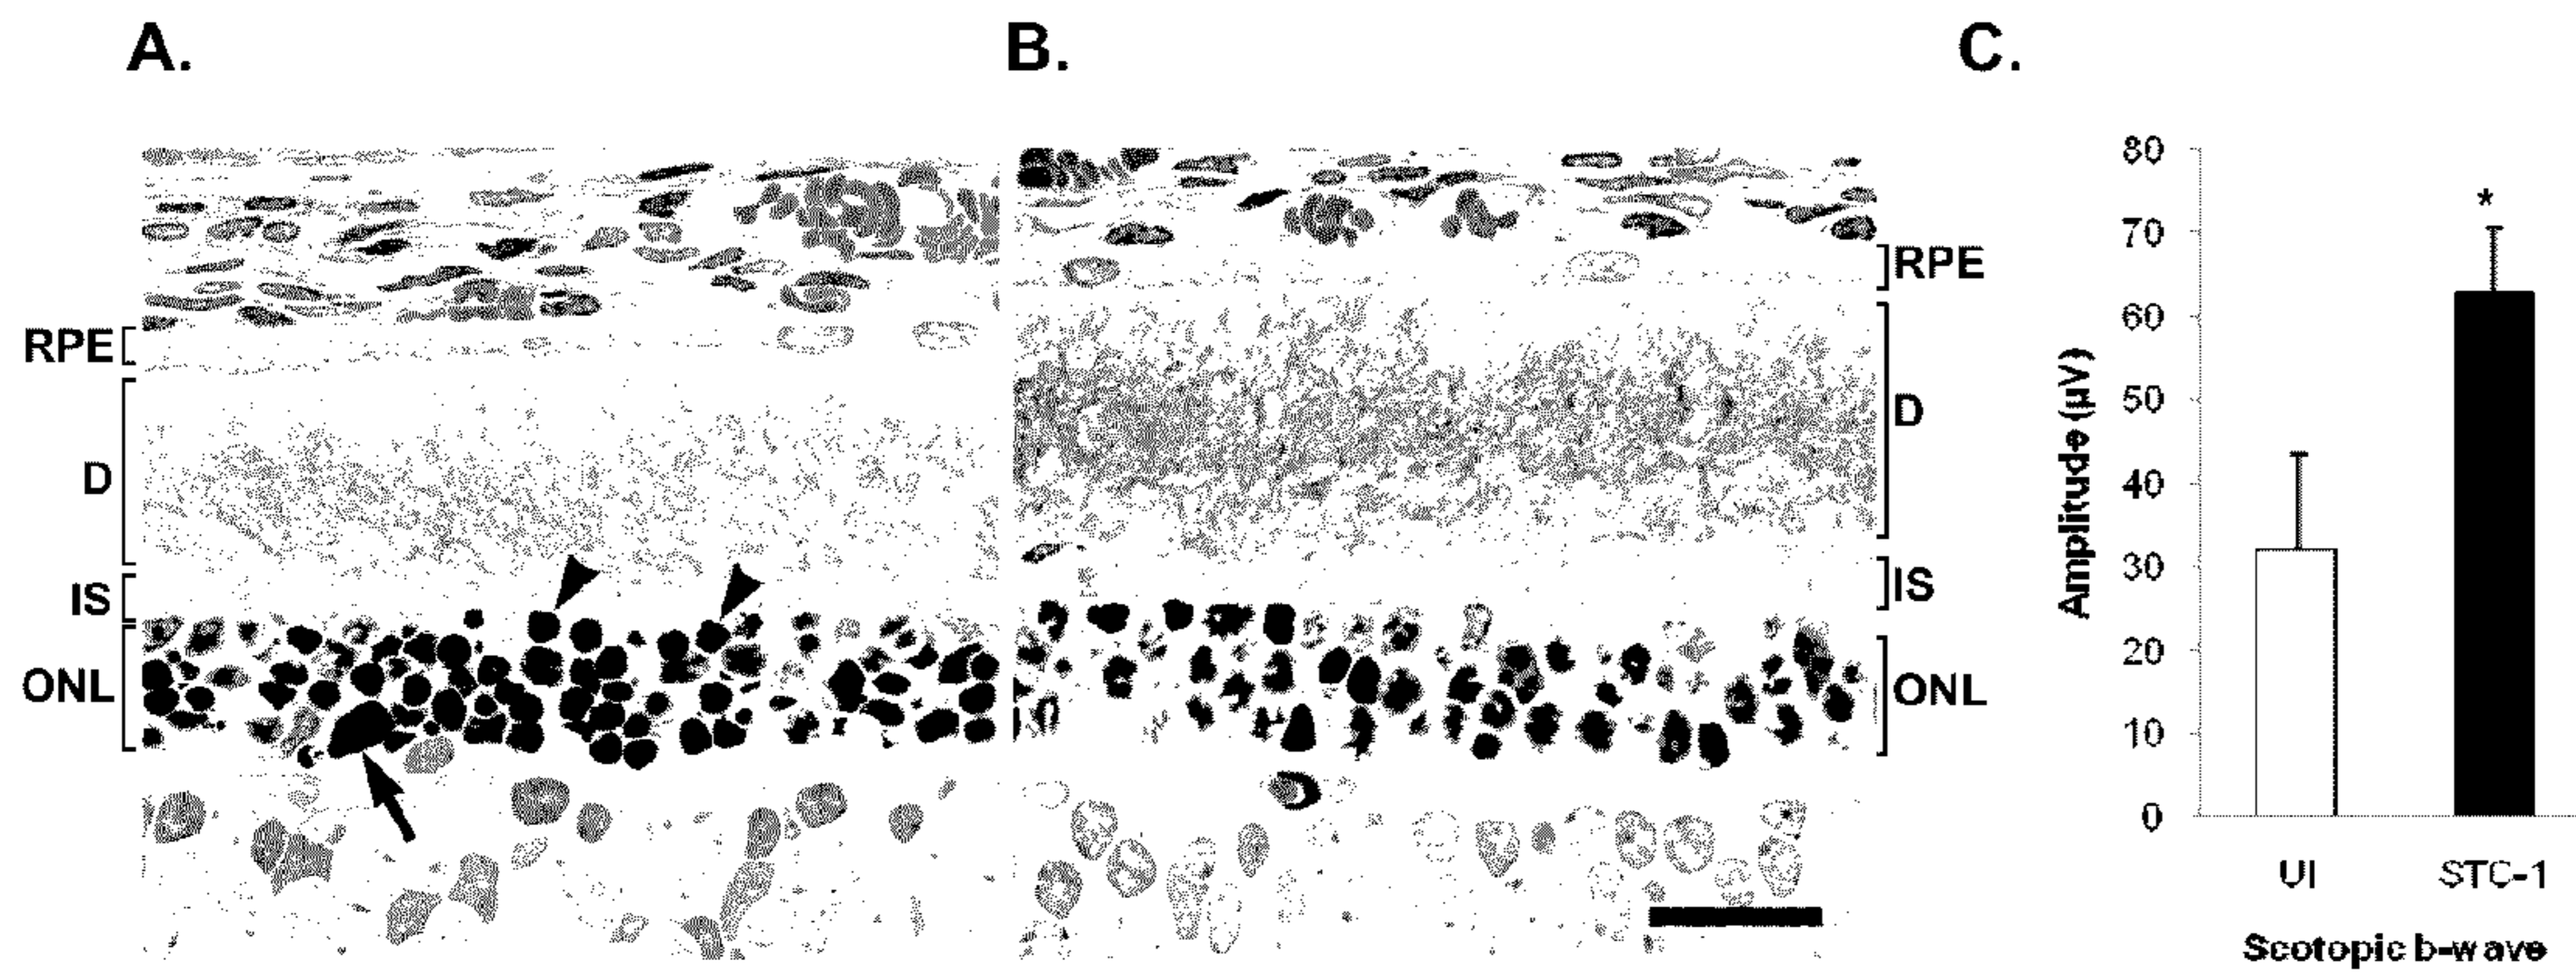 A.
B.
C.
RPE
D
IS
ONL
RPE
D
IS
ONL
80
*
70
60
50
40
30
20
10
0
Amplitude (µV)
UI
STC-1
Scotopic b-wave